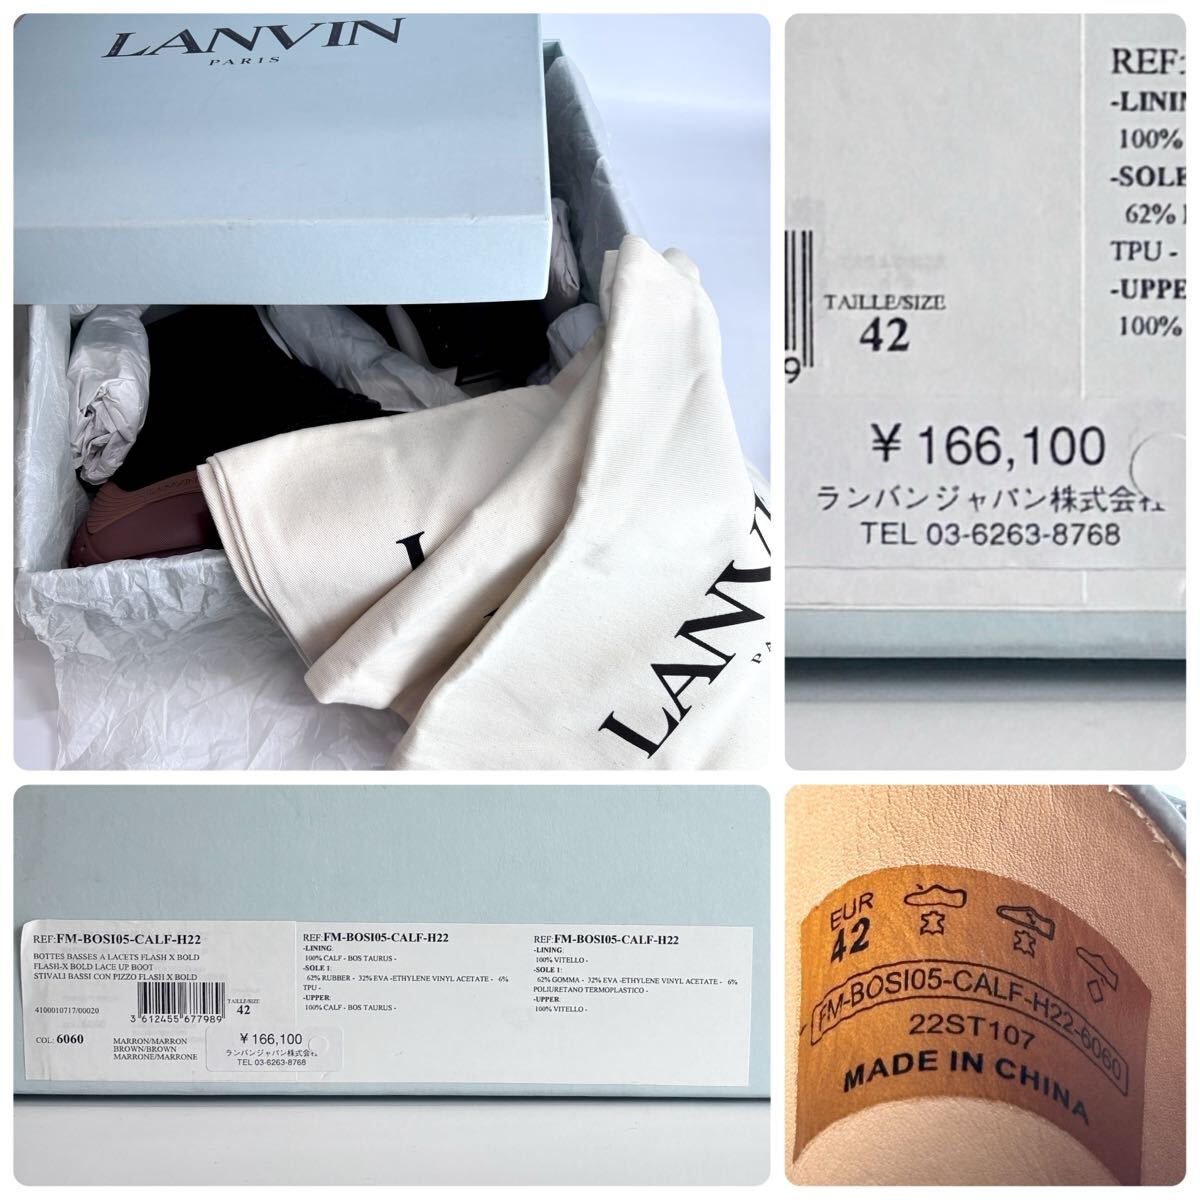 LANVIN
PARIS
LANVIN
L
LANVIN
PA
REF:
-LINI
100%
-SOLE
62%
TPU -
-UPPE
100%
TAILLE/SIZE
42
9
¥ 166,100
ランバンジャパン株式会社
TEL 03-6263-8768
REF:FM-BOSI05-CALF-H22
BOTTES BASSES A LACETS FLASH X BOLD
FLASH-X BOLD LACE UP BOOT
STIVALI BASSI CON PIZZO FLASH X BOLD
TAILLE/SIZE
42
4100010717/00020
3 612455 677989
COL: 6060
MARRON/MARRON
BROWN/BROWN
MARRONE/MARRONE
¥ 166,100
ランバンジャパン株式会
TEL 03-6263-8768
REF:FM-BOSI05-CALF-H22
-LINING:
100% CALF - BOS TAURUS -
-SOLE 1:
62% RUBBER - 32% EVA -ETHYLENE VINYL ACETATE - 6%
TPU -
-UPPER:
100% CALF - BOS TAURUS -
REF:FM-BOSI05-CALF-H22
-LINING:
100% VITELLO -
-SOLE 1:
62% GOMMA - 32% EVA -ETHYLENE VINYL ACETATE - 6%
POLIURETANO TERMOPLASTICO -
-UPPER:
100% VITELLO -
EUR
42
FM-BOSI05-CALF-H22-6060
22ST107
MADE IN CHINA